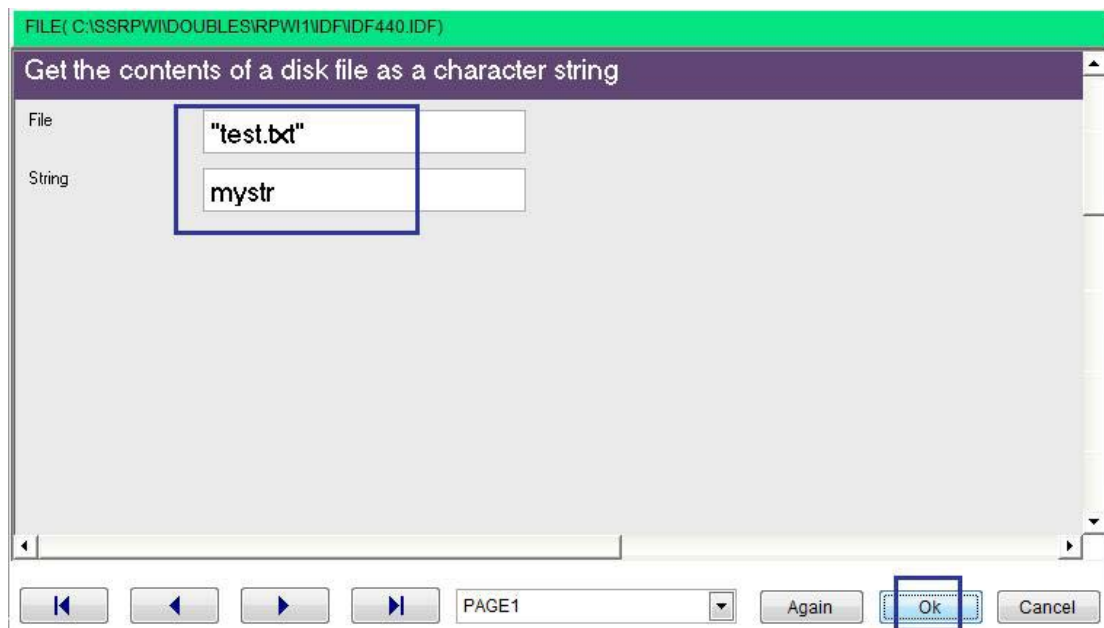 FILE( C:\SSRPWI\DOUBLES\RPWI1\IDF\IDF440.IDF)
Get the contents of a disk file as a character string
File "test.txt"
String mystr
PAGE1 Again Ok Cancel